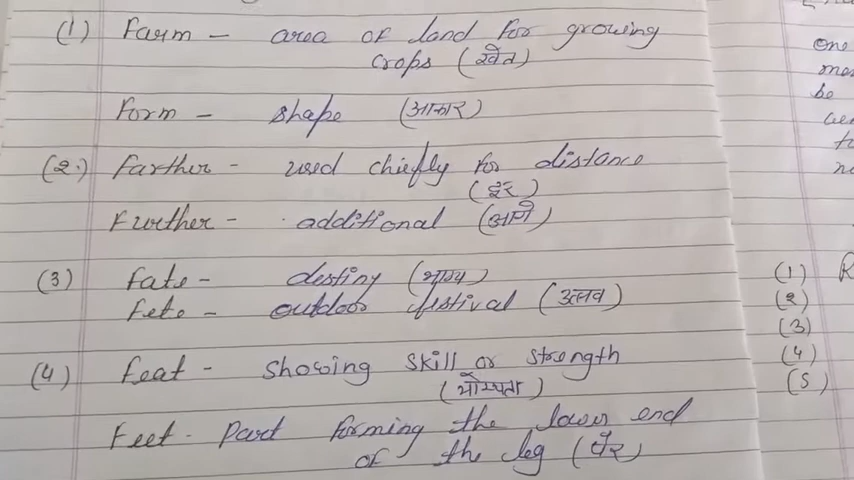 (1) Farm - area of land for growing
crops (खेत)
Form - shape (आकार)
(2.) Farther - used chiefly for distance
(दूर)
Further - additional (आगे)
(3) Fate - destiny (भाग्य)
Fete - outdoor festival (उत्सव)
(4) Feat - showing skill or strength
(योग्यता)
Feet - Part forming the lower end
of the leg (पैर)
one
be
(1) R
(2)
(3)
(4)
(5)